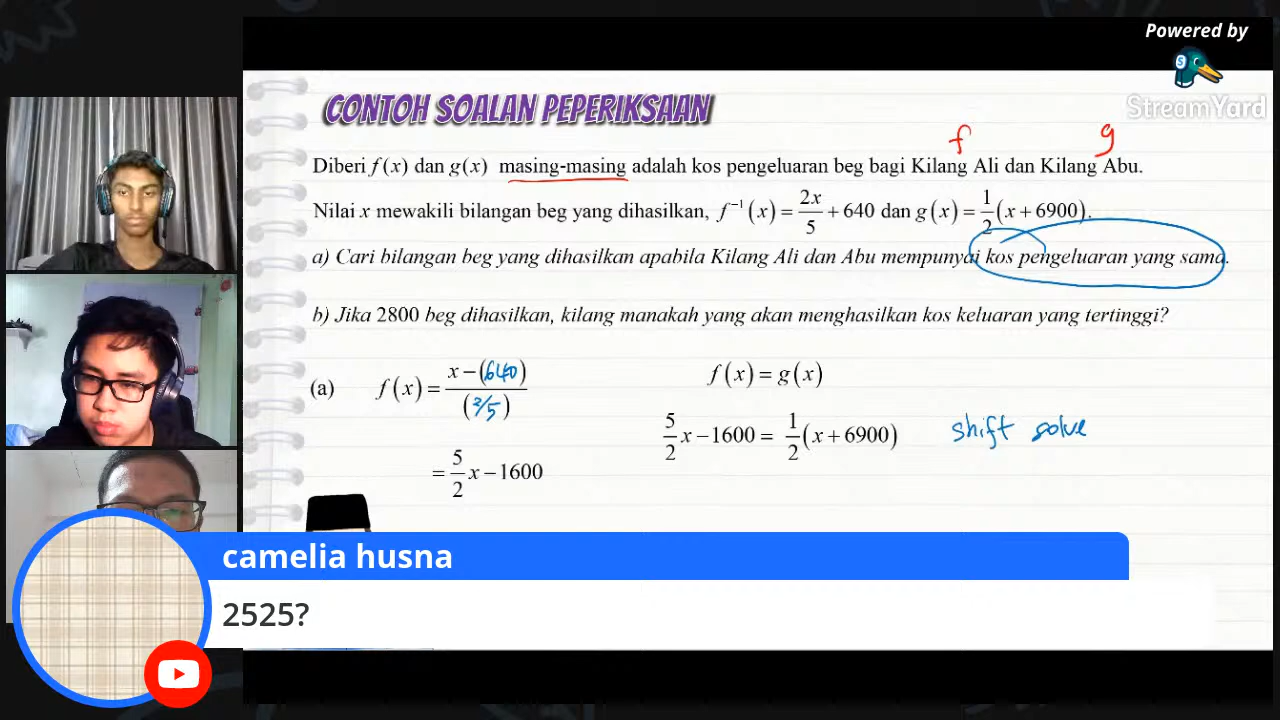 Powered by
StreamYard
CONTOH SOALAN PEPERIKSAAN
f g
Diberi f(x) dan g(x) masing-masing adalah kos pengeluaran beg bagi Kilang Ali dan Kilang Abu.
Nilai x mewakili bilangan beg yang dihasilkan, f⁻¹(x) = 2x/5 + 640 dan g(x) = 1/2(x + 6900).
a) Cari bilangan beg yang dihasilkan apabila Kilang Ali dan Abu mempunyai kos pengeluaran yang sama.
b) Jika 2800 beg dihasilkan, kilang manakah yang akan menghasilkan kos keluaran yang tertinggi?
(a) f(x) = x − (640) / (2/5) f(x) = g(x)
5/2 x − 1600 = 1/2(x + 6900) shift solve
= 5/2 x − 1600
camelia husna
2525?